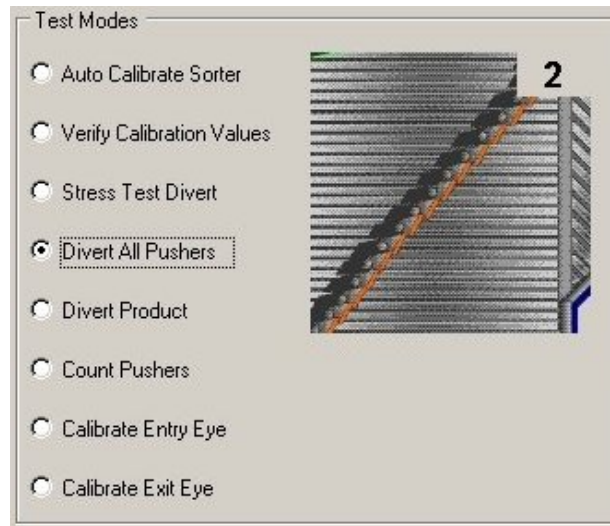 Test Modes
Auto Calibrate Sorter
2
Verify Calibration Values
Stress Test Divert
Divert All Pushers
Divert Product
Count Pushers
Calibrate Entry Eye
Calibrate Exit Eye